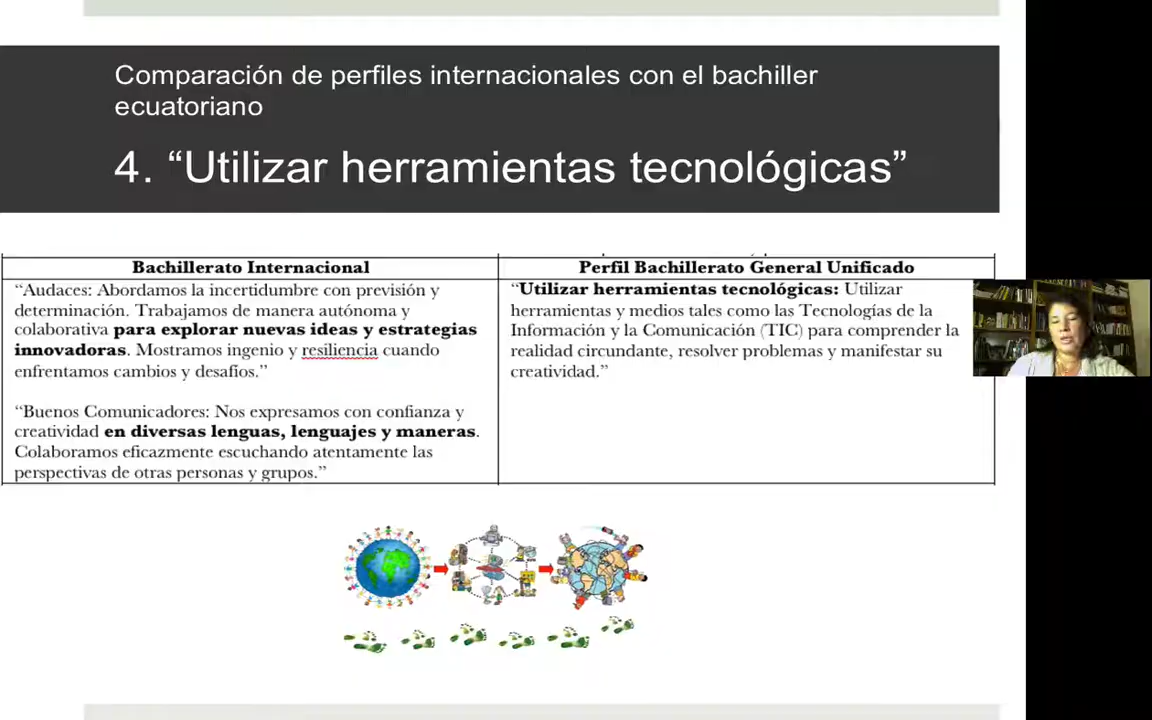 Comparación de perfiles internacionales con el bachiller
ecuatoriano
4. “Utilizar herramientas tecnológicas”
Bachillerato Internacional
“Audaces: Abordamos la incertidumbre con previsión y
determinación. Trabajamos de manera autónoma y
colaborativa para explorar nuevas ideas y estrategias
innovadoras. Mostramos ingenio y resiliencia cuando
enfrentamos cambios y desafíos.”
“Buenos Comunicadores: Nos expresamos con confianza y
creatividad en diversas lenguas, lenguajes y maneras.
Colaboramos eficazmente escuchando atentamente las
perspectivas de otras personas y grupos.”
Perfil Bachillerato General Unificado
“Utilizar herramientas tecnológicas: Utilizar
herramientas y medios tales como las Tecnologías de la
Información y la Comunicación (TIC) para comprender la
realidad circundante, resolver problemas y manifestar su
creatividad.”